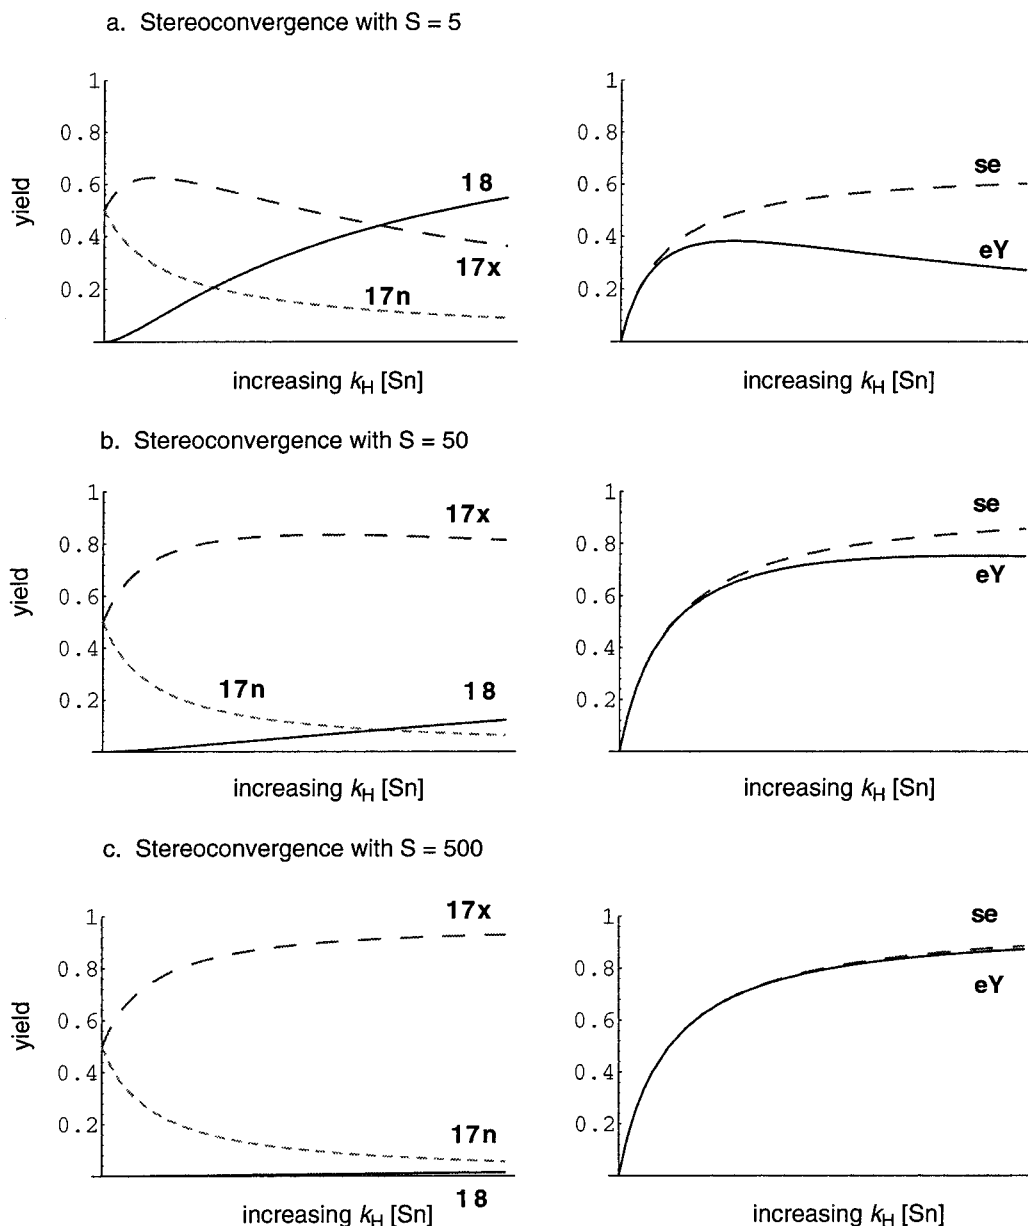 a. Stereoconvergence with S = 5
yield
1
0.8
0.6
0.4
0.2
18
17x
17n
increasing kH [Sn]
1
0.8
0.6
0.4
0.2
se
eY
increasing kH [Sn]
b. Stereoconvergence with S = 50
yield
1
0.8
0.6
0.4
0.2
17x
17n
18
increasing kH [Sn]
1
0.8
0.6
0.4
0.2
se
eY
increasing kH [Sn]
c. Stereoconvergence with S = 500
yield
1
0.8
0.6
0.4
0.2
17x
17n
18
increasing kH [Sn]
1
0.8
0.6
0.4
0.2
se
eY
increasing kH [Sn]